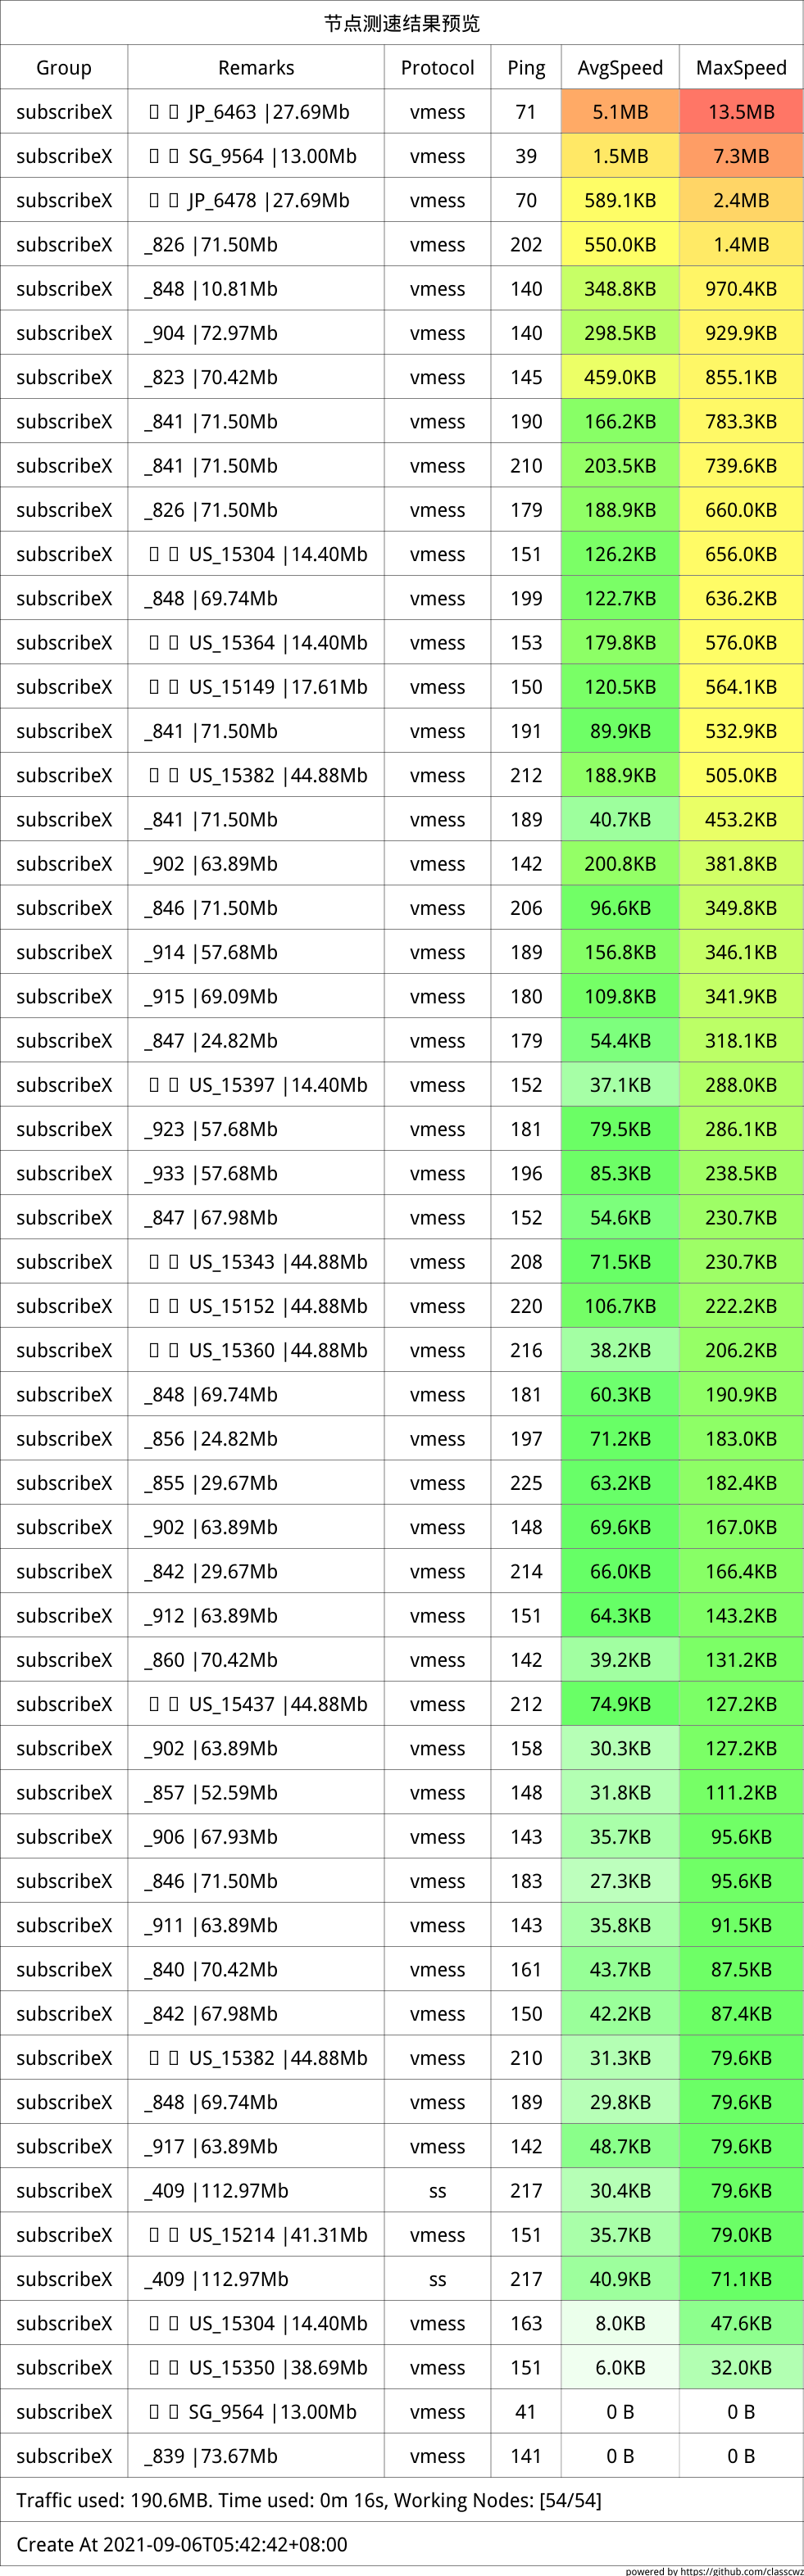 节点测速结果预览
Group Remarks Protocol Ping AvgSpeed MaxSpeed
subscribeX JP_6463 |27.69Mb vmess 71 5.1MB 13.5MB
subscribeX SG_9564 |13.00Mb vmess 39 1.5MB 7.3MB
subscribeX JP_6478 |27.69Mb vmess 70 589.1KB 2.4MB
subscribeX _826 |71.50Mb vmess 202 550.0KB 1.4MB
subscribeX _848 |10.81Mb vmess 140 348.8KB 970.4KB
subscribeX _904 |72.97Mb vmess 140 298.5KB 929.9KB
subscribeX _823 |70.42Mb vmess 145 459.0KB 855.1KB
subscribeX _841 |71.50Mb vmess 190 166.2KB 783.3KB
subscribeX _841 |71.50Mb vmess 210 203.5KB 739.6KB
subscribeX _826 |71.50Mb vmess 179 188.9KB 660.0KB
subscribeX US_15304 |14.40Mb vmess 151 126.2KB 656.0KB
subscribeX _848 |69.74Mb vmess 199 122.7KB 636.2KB
subscribeX US_15364 |14.40Mb vmess 153 179.8KB 576.0KB
subscribeX US_15149 |17.61Mb vmess 150 120.5KB 564.1KB
subscribeX _841 |71.50Mb vmess 191 89.9KB 532.9KB
subscribeX US_15382 |44.88Mb vmess 212 188.9KB 505.0KB
subscribeX _841 |71.50Mb vmess 189 40.7KB 453.2KB
subscribeX _902 |63.89Mb vmess 142 200.8KB 381.8KB
subscribeX _846 |71.50Mb vmess 206 96.6KB 349.8KB
subscribeX _914 |57.68Mb vmess 189 156.8KB 346.1KB
subscribeX _915 |69.09Mb vmess 180 109.8KB 341.9KB
subscribeX _847 |24.82Mb vmess 179 54.4KB 318.1KB
subscribeX US_15397 |14.40Mb vmess 152 37.1KB 288.0KB
subscribeX _923 |57.68Mb vmess 181 79.5KB 286.1KB
subscribeX _933 |57.68Mb vmess 196 85.3KB 238.5KB
subscribeX _847 |67.98Mb vmess 152 54.6KB 230.7KB
subscribeX US_15343 |44.88Mb vmess 208 71.5KB 230.7KB
subscribeX US_15152 |44.88Mb vmess 220 106.7KB 222.2KB
subscribeX US_15360 |44.88Mb vmess 216 38.2KB 206.2KB
subscribeX _848 |69.74Mb vmess 181 60.3KB 190.9KB
subscribeX _856 |24.82Mb vmess 197 71.2KB 183.0KB
subscribeX _855 |29.67Mb vmess 225 63.2KB 182.4KB
subscribeX _902 |63.89Mb vmess 148 69.6KB 167.0KB
subscribeX _842 |29.67Mb vmess 214 66.0KB 166.4KB
subscribeX _912 |63.89Mb vmess 151 64.3KB 143.2KB
subscribeX _860 |70.42Mb vmess 142 39.2KB 131.2KB
subscribeX US_15437 |44.88Mb vmess 212 74.9KB 127.2KB
subscribeX _902 |63.89Mb vmess 158 30.3KB 127.2KB
subscribeX _857 |52.59Mb vmess 148 31.8KB 111.2KB
subscribeX _906 |67.93Mb vmess 143 35.7KB 95.6KB
subscribeX _846 |71.50Mb vmess 183 27.3KB 95.6KB
subscribeX _911 |63.89Mb vmess 143 35.8KB 91.5KB
subscribeX _840 |70.42Mb vmess 161 43.7KB 87.5KB
subscribeX _842 |67.98Mb vmess 150 42.2KB 87.4KB
subscribeX US_15382 |44.88Mb vmess 210 31.3KB 79.6KB
subscribeX _848 |69.74Mb vmess 189 29.8KB 79.6KB
subscribeX _917 |63.89Mb vmess 142 48.7KB 79.6KB
subscribeX _409 |112.97Mb ss 217 30.4KB 79.6KB
subscribeX US_15214 |41.31Mb vmess 151 35.7KB 79.0KB
subscribeX _409 |112.97Mb ss 217 40.9KB 71.1KB
subscribeX US_15304 |14.40Mb vmess 163 8.0KB 47.6KB
subscribeX US_15350 |38.69Mb vmess 151 6.0KB 32.0KB
subscribeX SG_9564 |13.00Mb vmess 41 0 B 0 B
subscribeX _839 |73.67Mb vmess 141 0 B 0 B
Traffic used: 190.6MB. Time used: 0m 16s, Working Nodes: [54/54]
Create At 2021-09-06T05:42:42+08:00
powered by https://github.com/classcwz